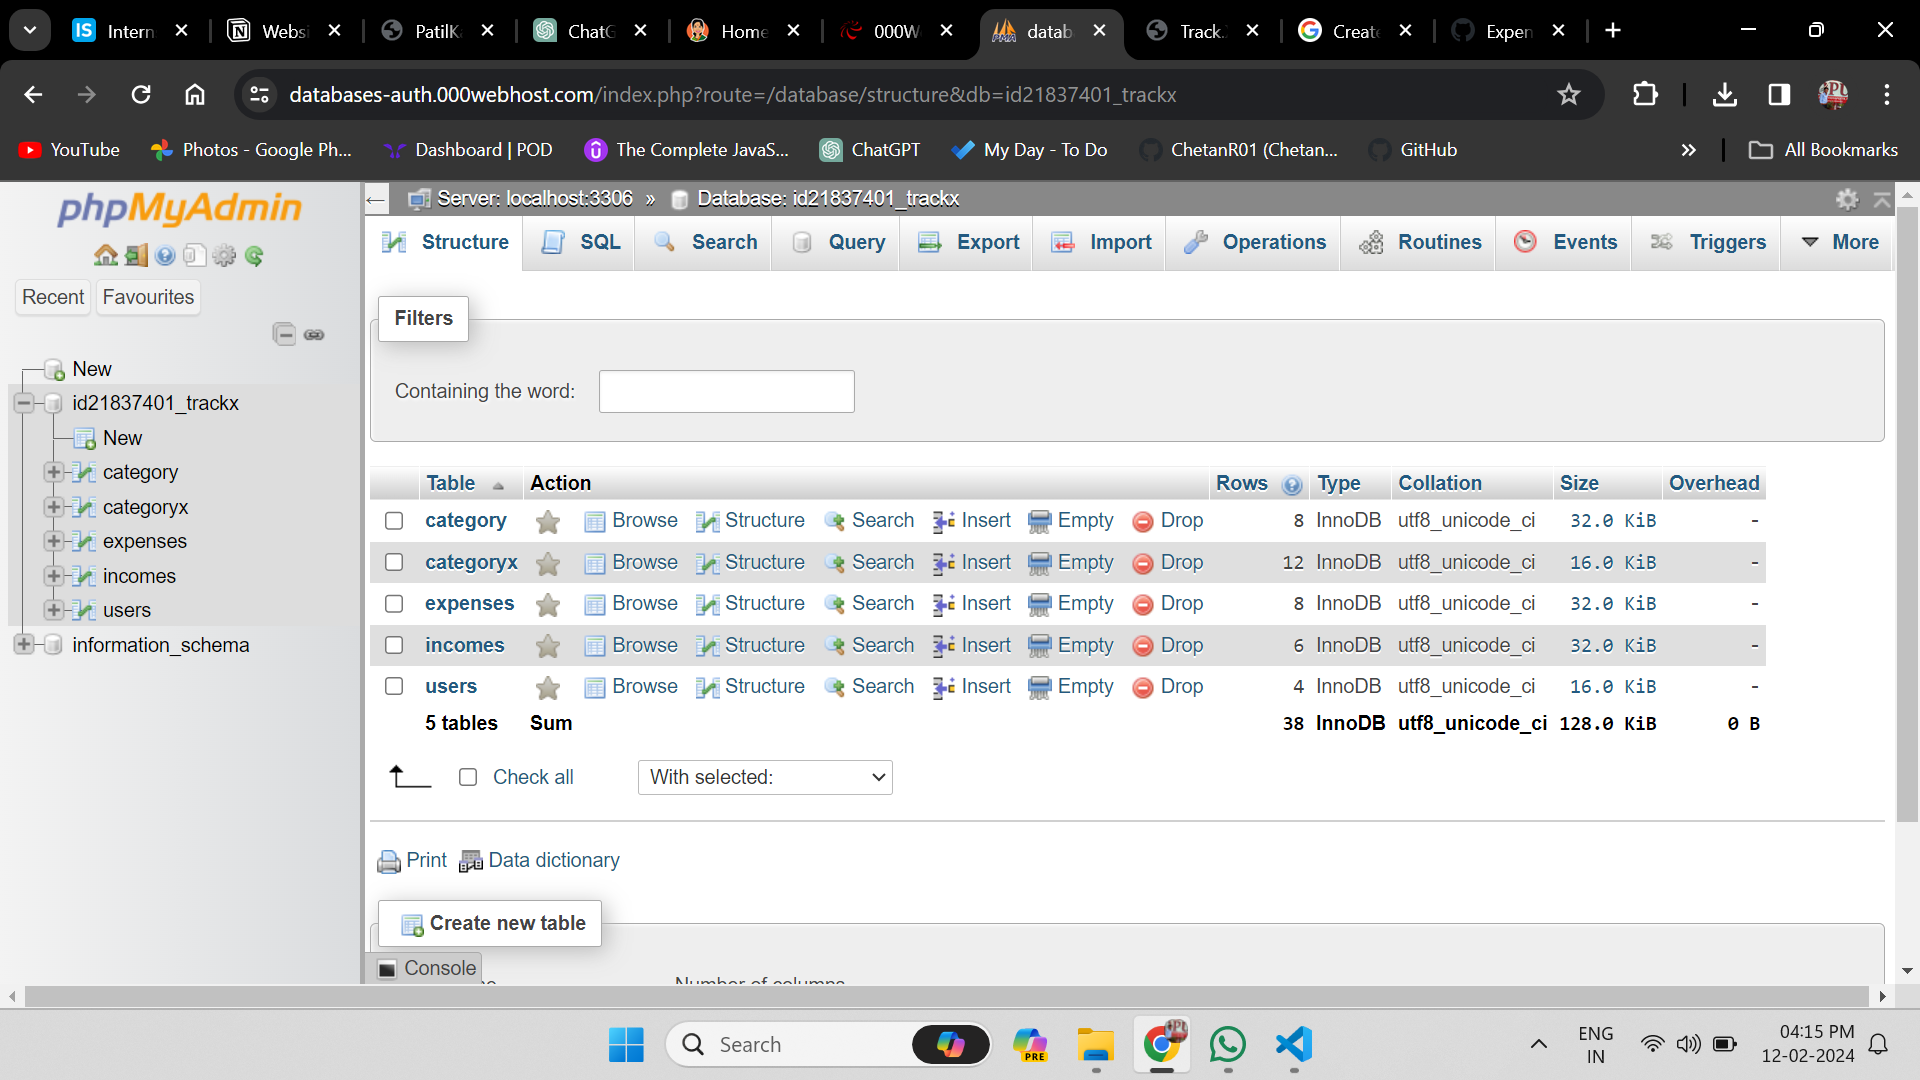 Intern
Websi
PatilK
ChatG
Home
000W
datab
Track.
Create
Expen
databases-auth.000webhost.com/index.php?route=/database/structure&db=id21837401_trackx
YouTube
Photos - Google Ph...
Dashboard | POD
The Complete JavaS...
ChatGPT
My Day - To Do
ChetanR01 (Chetan...
GitHub
All Bookmarks
phpMyAdmin
Recent
Favourites
New
id21837401_trackx
New
category
categoryx
expenses
incomes
users
information_schema
Server: localhost:3306 » Database: id21837401_trackx
Structure
SQL
Search
Query
Export
Import
Operations
Routines
Events
Triggers
More
Filters
Containing the word:
Table Action Rows Type Collation Size Overhead
category Browse Structure Search Insert Empty Drop 8 InnoDB utf8_unicode_ci 32.0 KiB -
categoryx Browse Structure Search Insert Empty Drop 12 InnoDB utf8_unicode_ci 16.0 KiB -
expenses Browse Structure Search Insert Empty Drop 8 InnoDB utf8_unicode_ci 32.0 KiB -
incomes Browse Structure Search Insert Empty Drop 6 InnoDB utf8_unicode_ci 32.0 KiB -
users Browse Structure Search Insert Empty Drop 4 InnoDB utf8_unicode_ci 16.0 KiB -
5 tables Sum 38 InnoDB utf8_unicode_ci 128.0 KiB 0 B
Check all
With selected:
Print
Data dictionary
Create new table
Console
Number of columns
Search
PRE
ENG
IN
04:15 PM
12-02-2024